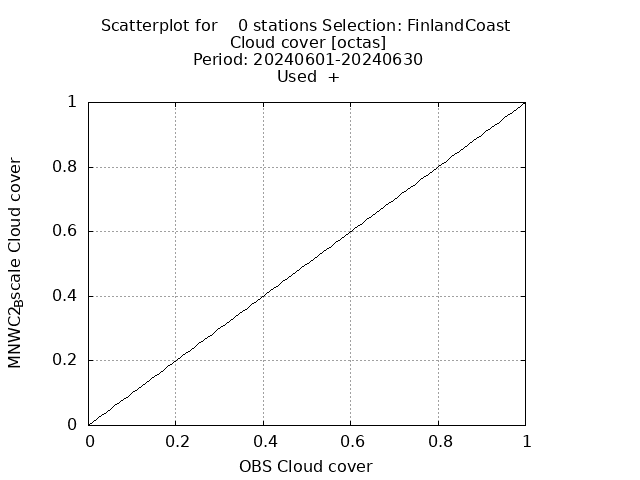 Scatterplot for    0 stations Selection: FinlandCoast
Cloud cover [octas]
Period: 20240601-20240630
Used  +
1
0.8
0.6
0.4
0.2
0
0 0.2 0.4 0.6 0.8 1
MNWC2Bscale Cloud cover
OBS Cloud cover